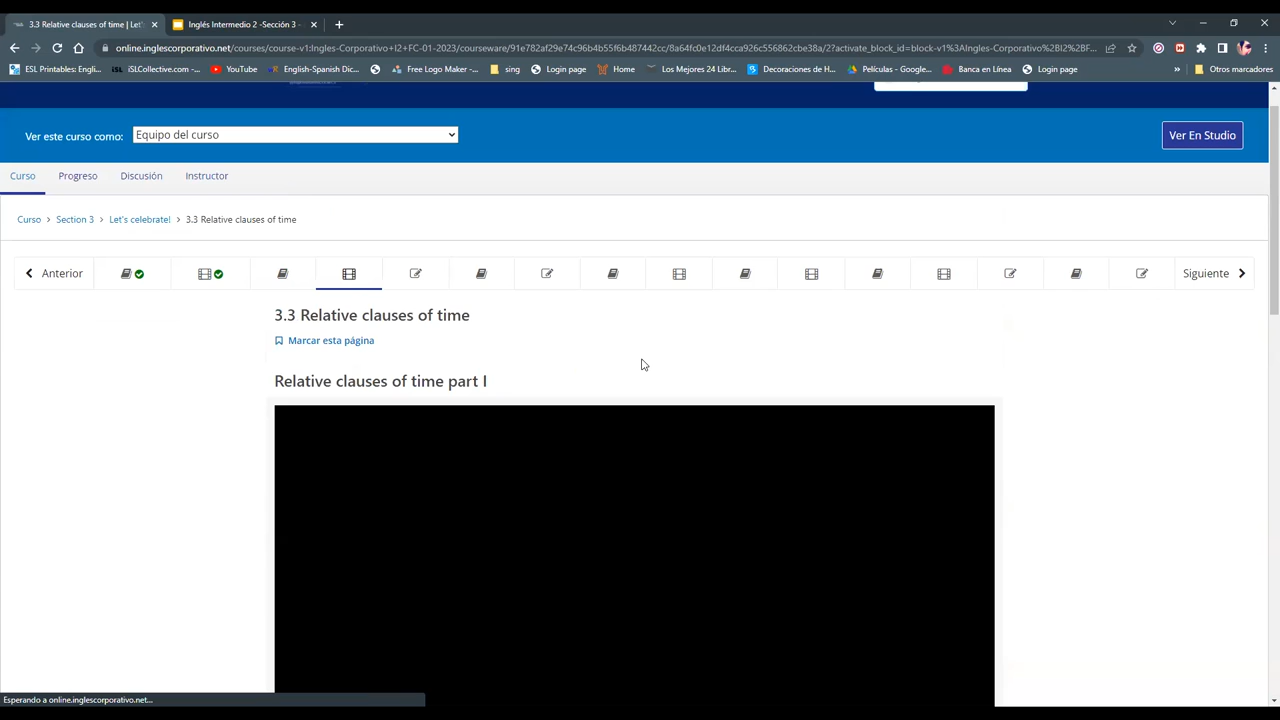 3.3 Relative clauses of time | Let'
Inglés Intermedio 2 -Sección 3 -
online.inglescorporativo.net/courses/course-v1:Ingles-Corporativo+I2+FC-01-2023/courseware/91e782af29e74c96b4b55f6b487442cc/8a64fc0e12df4cca926c556862cbe38a/2?activate_block_id=block-v1%3AIngles-Corporativo%2BI2%2BF...
ESL Printables: Engli...
iSLCollective.com -...
YouTube
English-Spanish Dic...
Free Logo Maker -...
sing
Login page
Home
Los Mejores 24 Libr...
Decoraciones de H...
Películas - Google...
Banca en Línea
Login page
»
Otros marcadores
Ver este curso como:
Equipo del curso
Ver En Studio
Curso
Progreso
Discusión
Instructor
Curso > Section 3 > Let's celebrate! > 3.3 Relative clauses of time
Anterior
Siguiente
3.3 Relative clauses of time
Marcar esta página
Relative clauses of time part I
Esperando a online.inglescorporativo.net...